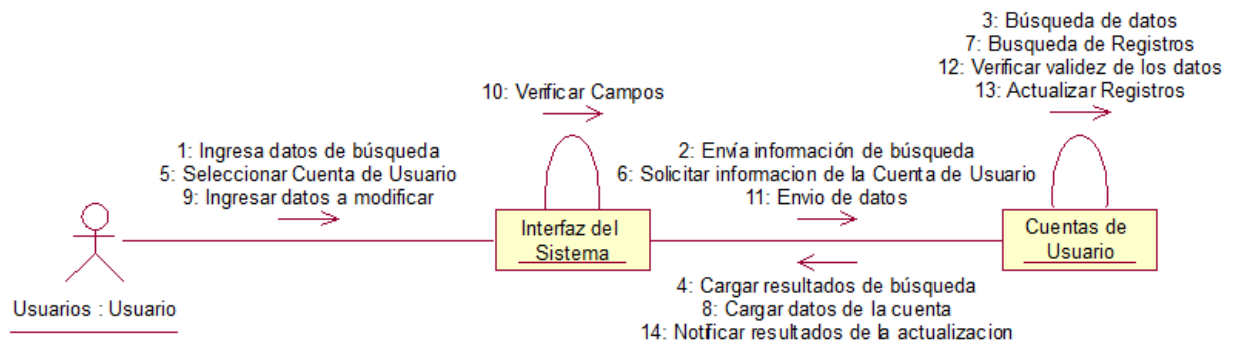 3: Búsqueda de datos
7: Busqueda de Registros
12: Verificar validez de los datos
13: Actualizar Registros
10: Verificar Campos
1: Ingresa datos de búsqueda
5: Seleccionar Cuenta de Usuario
9: Ingresar datos a modificar
2: Envía información de búsqueda
6: Solicitar informacion de la Cuenta de Usuario
11: Envio de datos
Interfaz del
Sistema
Cuentas de
Usuario
4: Cargar resultados de búsqueda
8: Cargar datos de la cuenta
14: Notificar resultados de la actualizacion
Usuarios : Usuario